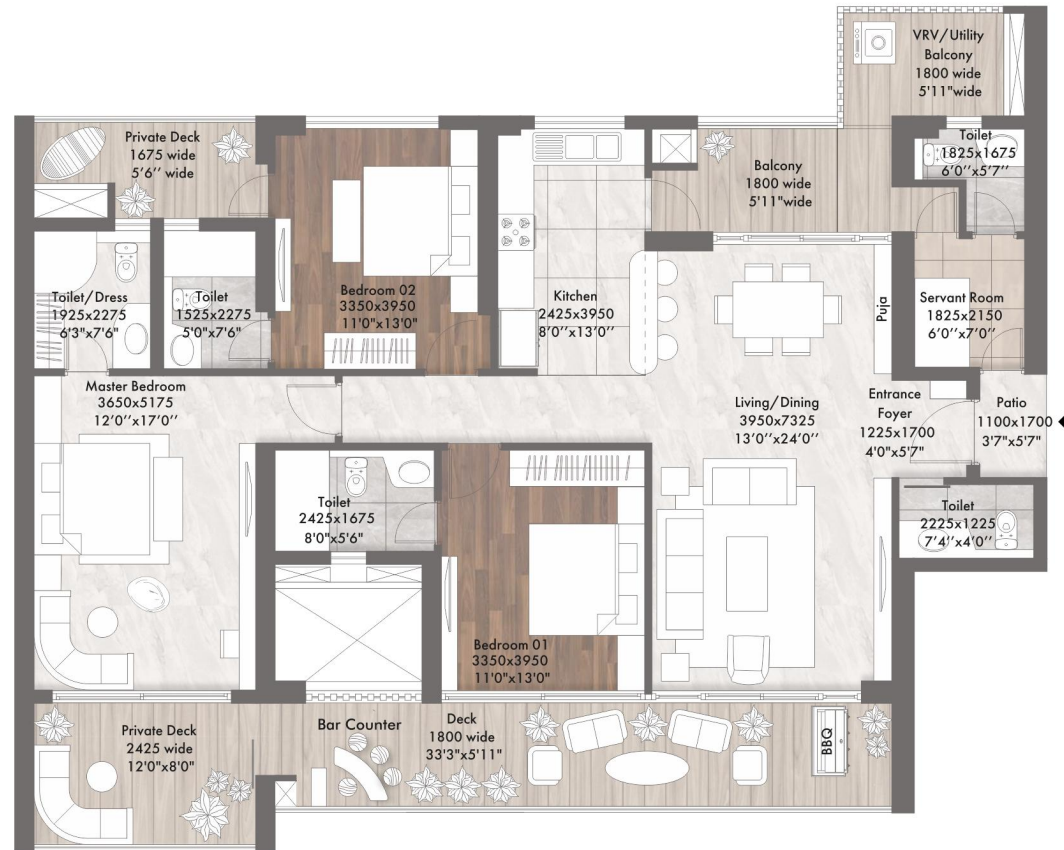 VRV/Utility
Balcony
1800 wide
5'11"wide
Private Deck
1675 wide
5'6'' wide
Balcony
1800 wide
5'11"wide
Toilet
1825x1675
6'0''x5'7''
Toilet/Dress
1925x2275
6'3"x7'6"
Toilet
1525x2275
5'0"x7'6"
Bedroom 02
3350x3950
11'0"x13'0"
Kitchen
2425x3950
8'0''x13'0''
Puja
Servant Room
1825x2150
6'0''x7'0''
Master Bedroom
3650x5175
12'0''x17'0''
Living/Dining
3950x7325
13'0''x24'0''
Entrance
Foyer
1225x1700
4'0"x5'7"
Patio
1100x1700
3'7"x5'7"
Toilet
2425x1675
8'0"x5'6"
Toilet
2225x1225
7'4''x4'0''
Bedroom 01
3350x3950
11'0"x13'0"
Private Deck
2425 wide
12'0"x8'0"
Bar Counter
Deck
1800 wide
33'3"x5'11"
BBQ